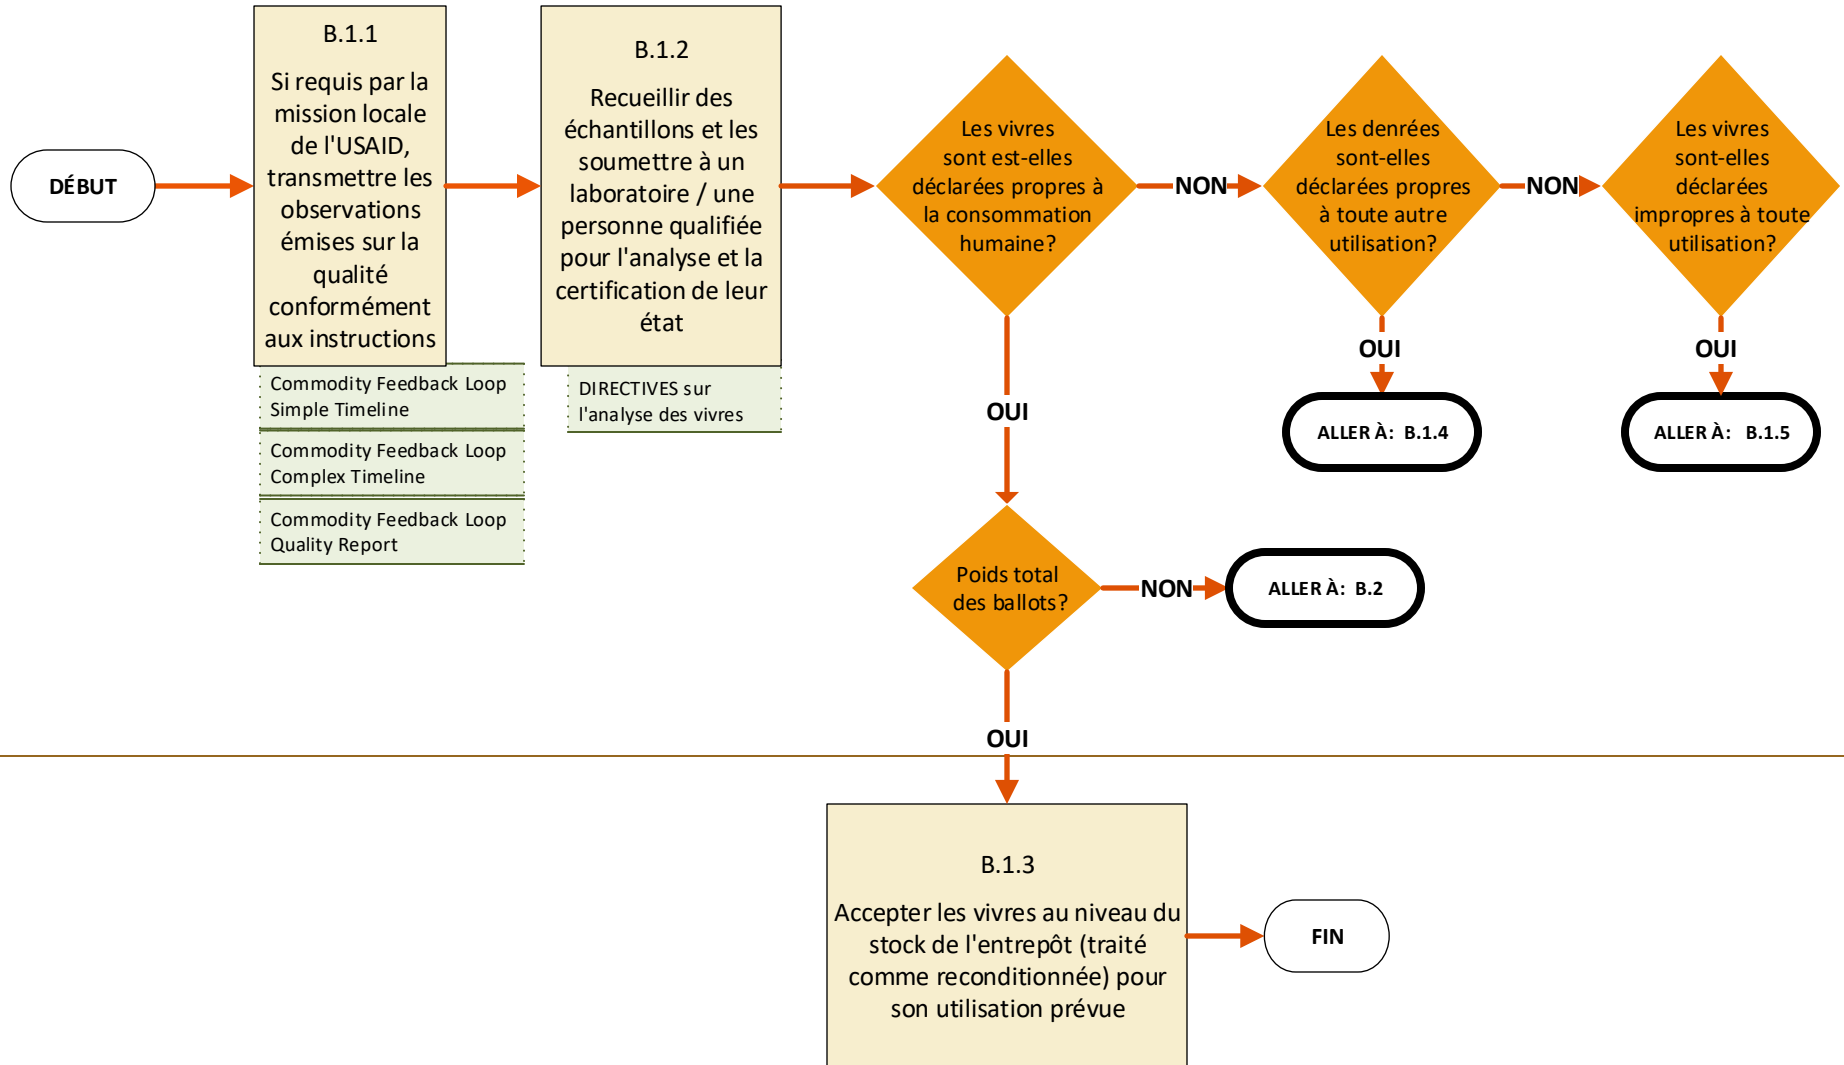 DÉBUT
B.1.1
Si requis par la
mission locale
de l'USAID,
transmettre les
observations
émises sur la
qualité
conformément
aux instructions
Commodity Feedback Loop
Simple Timeline
Commodity Feedback Loop
Complex Timeline
Commodity Feedback Loop
Quality Report
B.1.2
Recueillir des
échantillons et les
soumettre à un
laboratoire / une
personne qualifiée
pour l'analyse et la
certification de leur
état
DIRECTIVES sur
l'analyse des vivres
Les vivres
sont est-elles
déclarées propres à
la consommation
humaine?
NON
Les denrées
sont-elles
déclarées propres
à toute autre
utilisation?
NON
Les vivres
sont-elles
déclarées
impropres à toute
utilisation?
OUI
OUI
OUI
ALLER À: B.1.4
ALLER À: B.1.5
Poids total
des ballots?
NON
ALLER À: B.2
OUI
B.1.3
Accepter les vivres au niveau du
stock de l'entrepôt (traité
comme reconditionnée) pour
son utilisation prévue
FIN